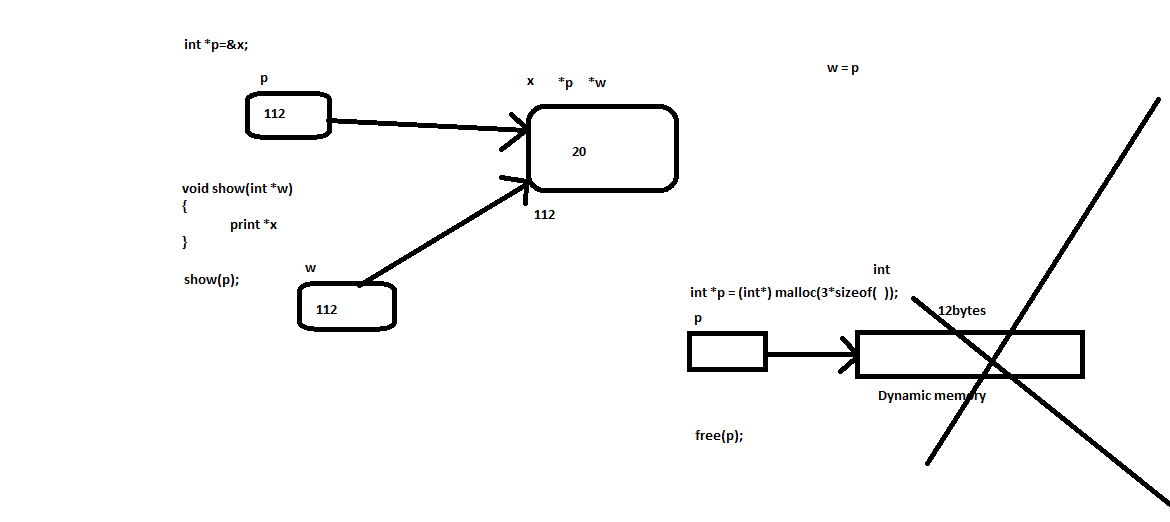 int *p=&x;
p
112
x *p *w
20
112
w = p
void show(int *w)
{
print *x
}
show(p);
w
112
int
int *p = (int*) malloc(3*sizeof( ));
12bytes
p
Dynamic memory
free(p);